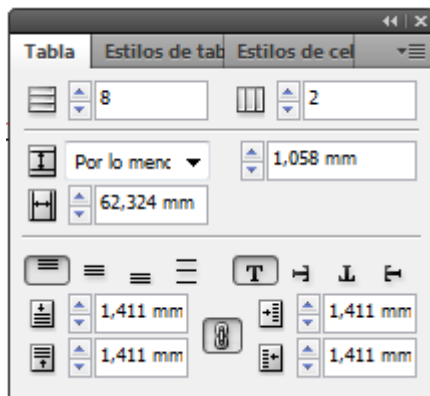 Tabla Estilos de tab Estilos de cel
8 2
Por lo menc 1,058 mm
62,324 mm
T T T T
1,411 mm 1,411 mm
1,411 mm 1,411 mm